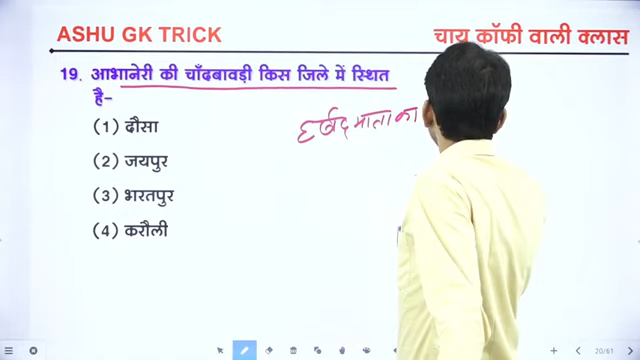 ASHU GK TRICK
चाय कॉफी वाली क्लास
19. आभानेरी की चाँदबावड़ी किस जिले में स्थित
है-
हर्षद माता का
(1) दौसा
(2) जयपुर
(3) भरतपुर
(4) करौली
20/61